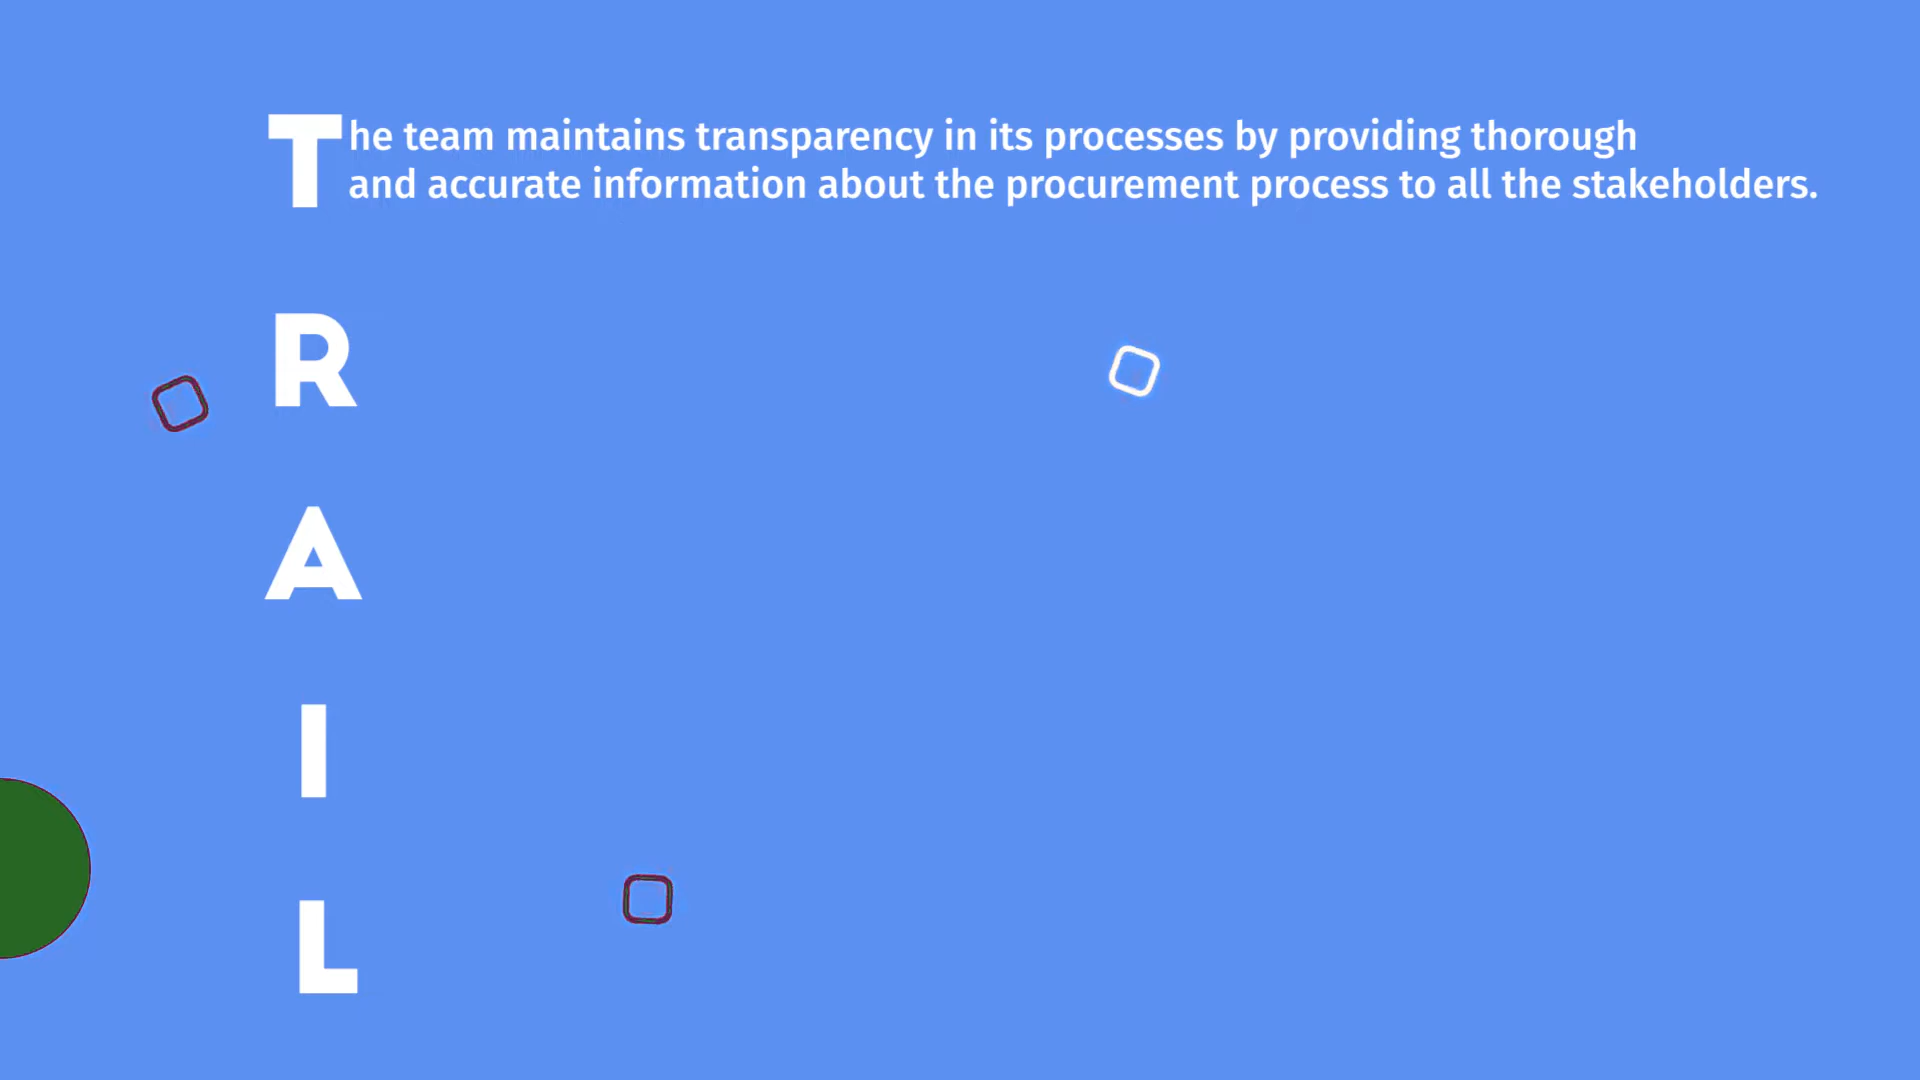 The team maintains transparency in its processes by providing thorough
and accurate information about the procurement process to all the stakeholders.
R
A
I
L